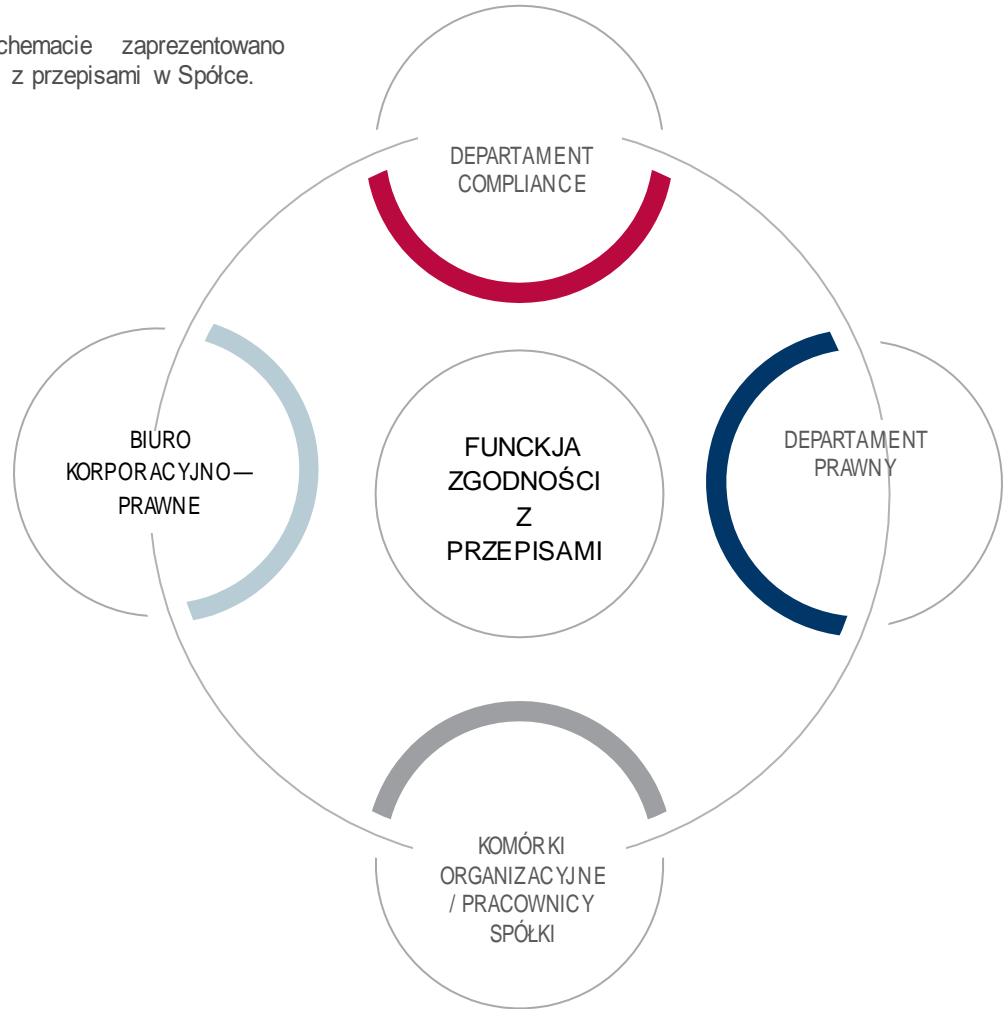 chemacie zaprezentowano
z przepisami w Spółce.
DEPARTAMENT
COMPLIANCE
BIURO
KORPORACYJNO—
PRAWNE
FUNCKJA
ZGODNOŚCI
Z
PRZEPISAMI
DEPARTAMENT
PRAWNY
KOMÓRKI
ORGANIZACYJNE
/ PRACOWNICY
SPÓŁKI